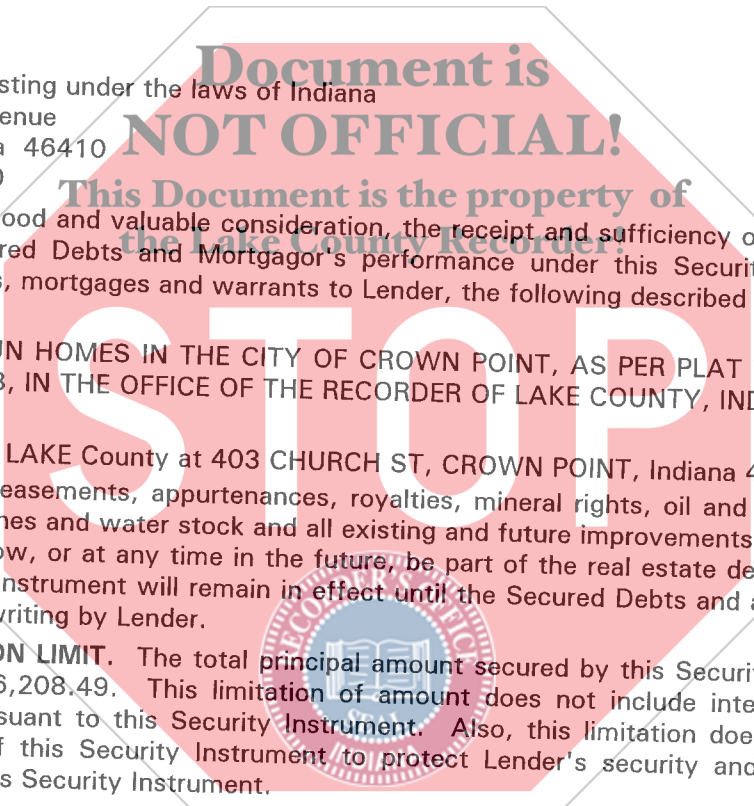 Document is
sting under the laws of Indiana
enue
NOT OFFICIAL!
a 46410
This Document is the property of
ood and valuable consideration, the receipt and sufficiency o
the Lake County Recorder!
red Debts and Mortgagor's performance under this Securit
s, mortgages and warrants to Lender, the following described
STOP
UN HOMES IN THE CITY OF CROWN POINT, AS PER PLAT
3, IN THE OFFICE OF THE RECORDER OF LAKE COUNTY, IND
LAKE County at 403 CHURCH ST, CROWN POINT, Indiana 4
easements, appurtenances, royalties, mineral rights, oil and
nes and water stock and all existing and future improvements
ow, or at any time in the future, be part of the real estate de
nstrument will remain in effect until the Secured Debts and a
writing by Lender.
RECORDER'S OFFICE
SEAL
INDIANA
ON LIMIT. The total principal amount secured by this Securi
6,208.49. This limitation of amount does not include inte
suant to this Security Instrument. Also, this limitation doe
f this Security Instrument to protect Lender's security and
s Security Instrument.